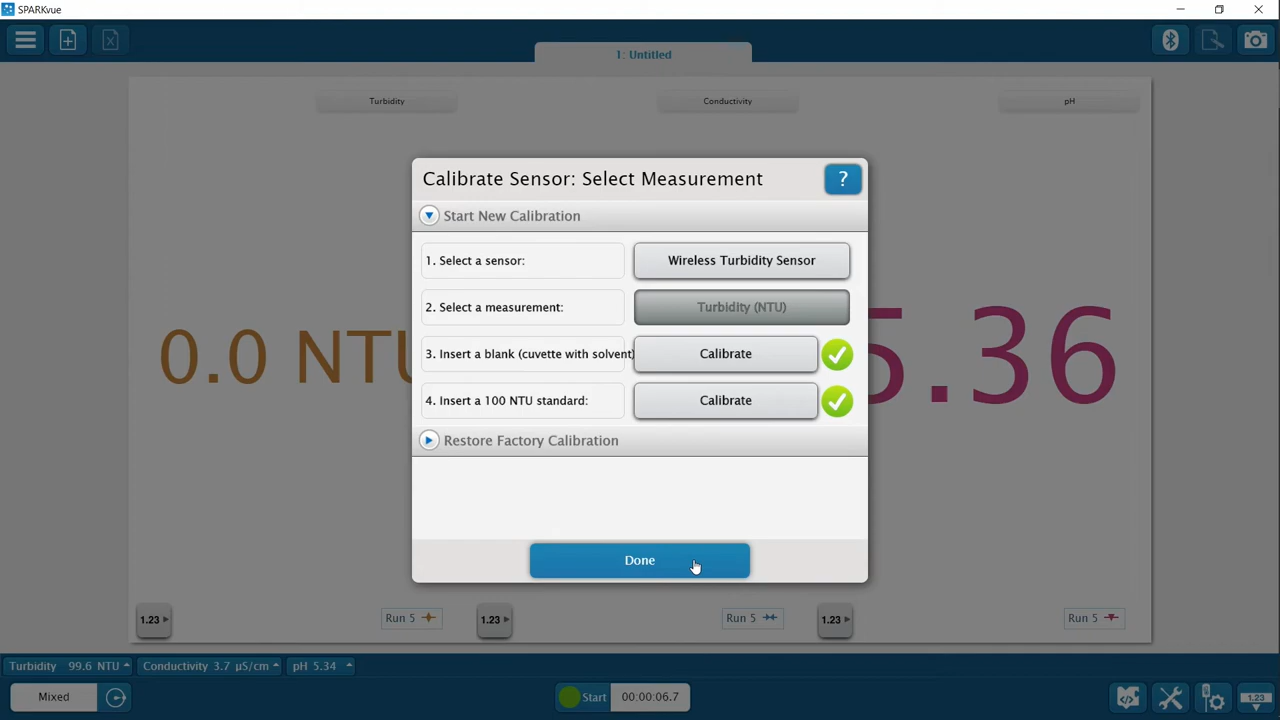 SPARKvue
1: Untitled
Turbidity
Conductivity
pH
Calibrate Sensor: Select Measurement
?
Start New Calibration
1. Select a sensor:
Wireless Turbidity Sensor
2. Select a measurement:
Turbidity (NTU)
3. Insert a blank (cuvette with solvent)
Calibrate
4. Insert a 100 NTU standard:
Calibrate
Restore Factory Calibration
Done
0.0 NTU
5.36
1.23
Run 5
1.23
Run 5
1.23
Run 5
Turbidity 99.6 NTU
Conductivity 3.7 µS/cm
pH 5.34
Mixed
Start
00:00:06.7
1.23